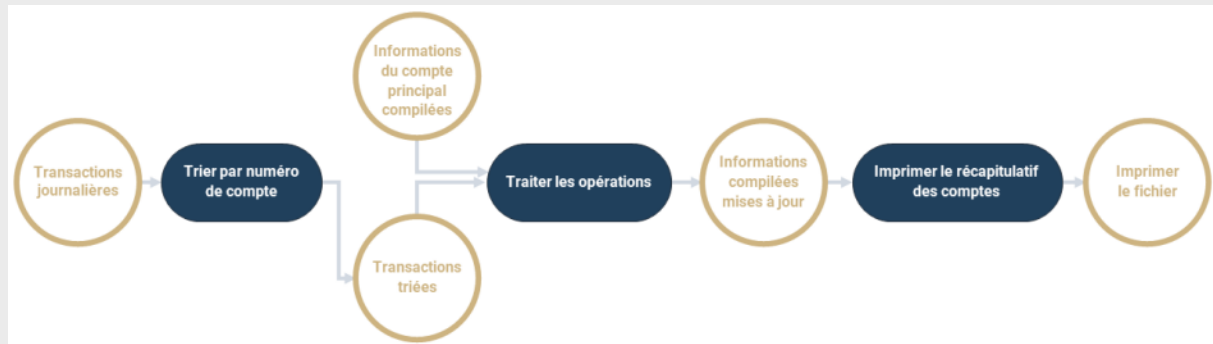 Transactions
journalières
Trier par numéro
de compte
Informations
du compte
principal
compilées
Transactions
triées
Traiter les opérations
Informations
compilées
mises à jour
Imprimer le récapitulatif
des comptes
Imprimer
le fichier